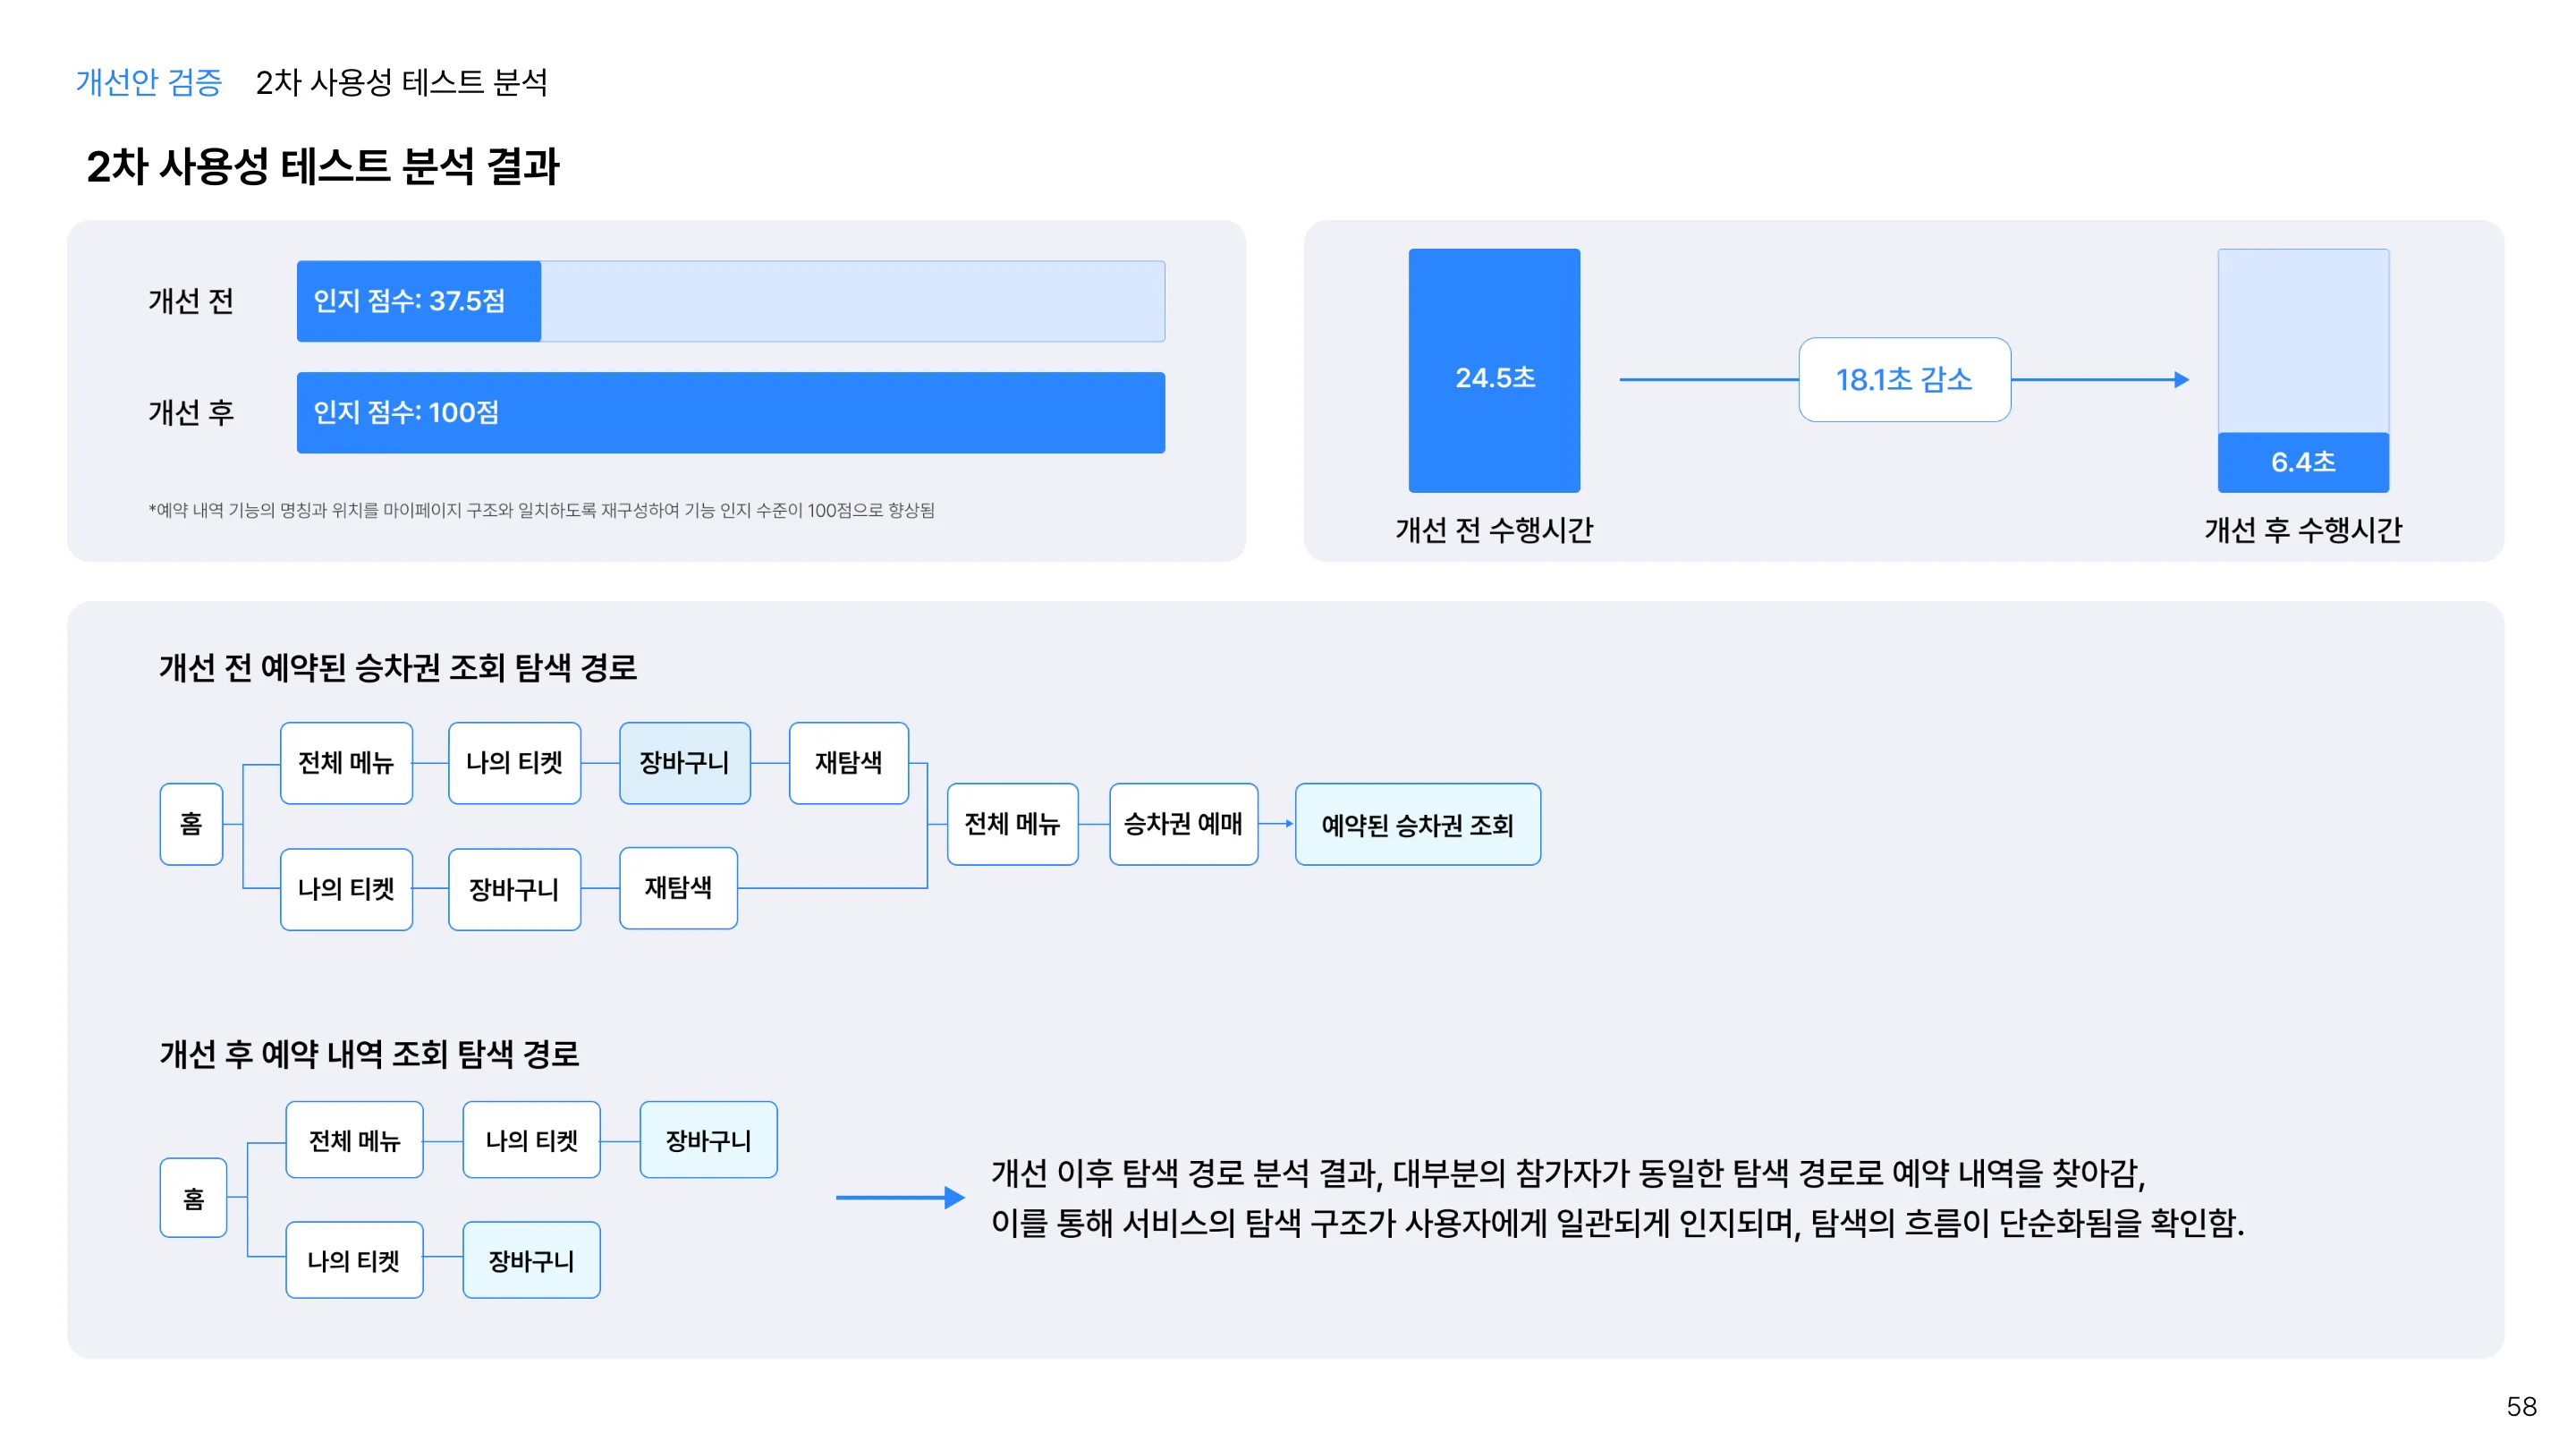 개선안 검증 2차 사용성 테스트 분석
2차 사용성 테스트 분석 결과
개선 전
인지 점수: 37.5점
개선 후
인지 점수: 100점
*예약 내역 기능의 명칭과 위치를 마이페이지 구조와 일치하도록 재구성하여 기능 인지 수준이 100점으로 향상됨
24.5초
18.1초 감소
6.4초
개선 전 수행시간
개선 후 수행시간
개선 전 예약된 승차권 조회 탐색 경로
홈
전체 메뉴
나의 티켓
장바구니
재탐색
나의 티켓
장바구니
재탐색
전체 메뉴
승차권 예매
예약된 승차권 조회
개선 후 예약 내역 조회 탐색 경로
홈
전체 메뉴
나의 티켓
장바구니
나의 티켓
장바구니
개선 이후 탐색 경로 분석 결과, 대부분의 참가자가 동일한 탐색 경로로 예약 내역을 찾아감,
이를 통해 서비스의 탐색 구조가 사용자에게 일관되게 인지되며, 탐색의 흐름이 단순화됨을 확인함.
58